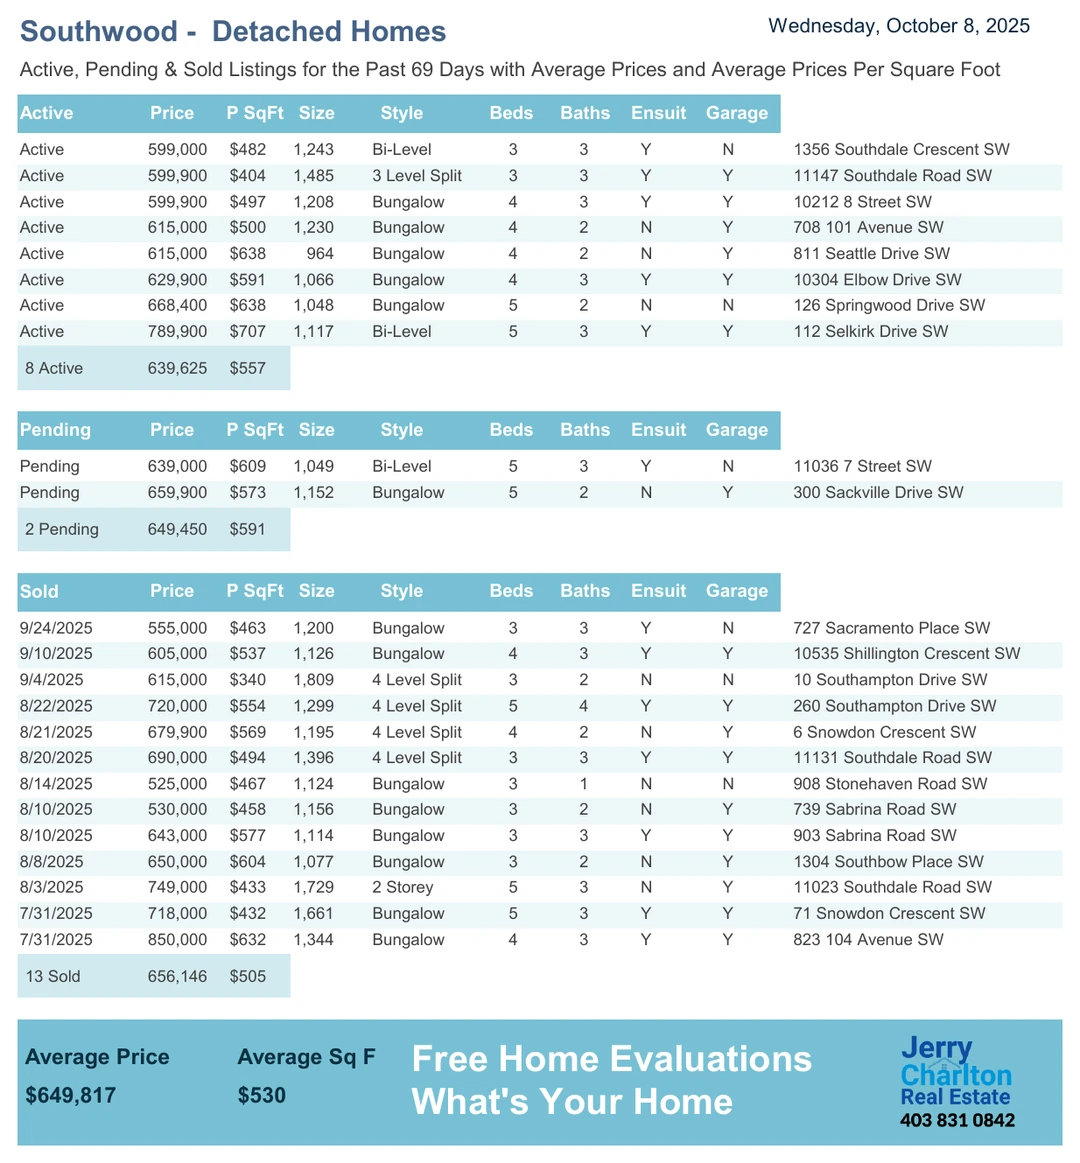 Southwood - Detached Homes
Wednesday, October 8, 2025
Active, Pending & Sold Listings for the Past 69 Days with Average Prices and Average Prices Per Square Foot
Active Price P SqFt Size Style Beds Baths Ensuit Garage
Active 599,000 $482 1,243 Bi-Level 3 3 Y N 1356 Southdale Crescent SW
Active 599,900 $404 1,485 3 Level Split 3 3 Y Y 11147 Southdale Road SW
Active 599,900 $497 1,208 Bungalow 4 3 Y Y 10212 8 Street SW
Active 615,000 $500 1,230 Bungalow 4 2 N Y 708 101 Avenue SW
Active 615,000 $638 964 Bungalow 4 2 N Y 811 Seattle Drive SW
Active 629,900 $591 1,066 Bungalow 4 3 Y Y 10304 Elbow Drive SW
Active 668,400 $638 1,048 Bungalow 5 2 N N 126 Springwood Drive SW
Active 789,900 $707 1,117 Bi-Level 5 3 Y Y 112 Selkirk Drive SW
8 Active 639,625 $557
Pending Price P SqFt Size Style Beds Baths Ensuit Garage
Pending 639,000 $609 1,049 Bi-Level 5 3 Y N 11036 7 Street SW
Pending 659,900 $573 1,152 Bungalow 5 2 N Y 300 Sackville Drive SW
2 Pending 649,450 $591
Sold Price P SqFt Size Style Beds Baths Ensuit Garage
9/24/2025 555,000 $463 1,200 Bungalow 3 3 Y N 727 Sacramento Place SW
9/10/2025 605,000 $537 1,126 Bungalow 4 3 Y Y 10535 Shillington Crescent SW
9/4/2025 615,000 $340 1,809 4 Level Split 3 2 N N 10 Southampton Drive SW
8/22/2025 720,000 $554 1,299 4 Level Split 5 4 Y Y 260 Southampton Drive SW
8/21/2025 679,900 $569 1,195 4 Level Split 4 2 N Y 6 Snowdon Crescent SW
8/20/2025 690,000 $494 1,396 4 Level Split 3 3 Y Y 11131 Southdale Road SW
8/14/2025 525,000 $467 1,124 Bungalow 3 1 N N 908 Stonehaven Road SW
8/10/2025 530,000 $458 1,156 Bungalow 3 2 N Y 739 Sabrina Road SW
8/10/2025 643,000 $577 1,114 Bungalow 3 3 Y Y 903 Sabrina Road SW
8/8/2025 650,000 $604 1,077 Bungalow 3 2 N Y 1304 Southbow Place SW
8/3/2025 749,000 $433 1,729 2 Storey 5 3 N Y 11023 Southdale Road SW
7/31/2025 718,000 $432 1,661 Bungalow 5 3 Y Y 71 Snowdon Crescent SW
7/31/2025 850,000 $632 1,344 Bungalow 4 3 Y Y 823 104 Avenue SW
13 Sold 656,146 $505
Average Price Average Sq F
$649,817 $530
Free Home Evaluations
What's Your Home
Jerry
Charlton
Real Estate
403 831 0842